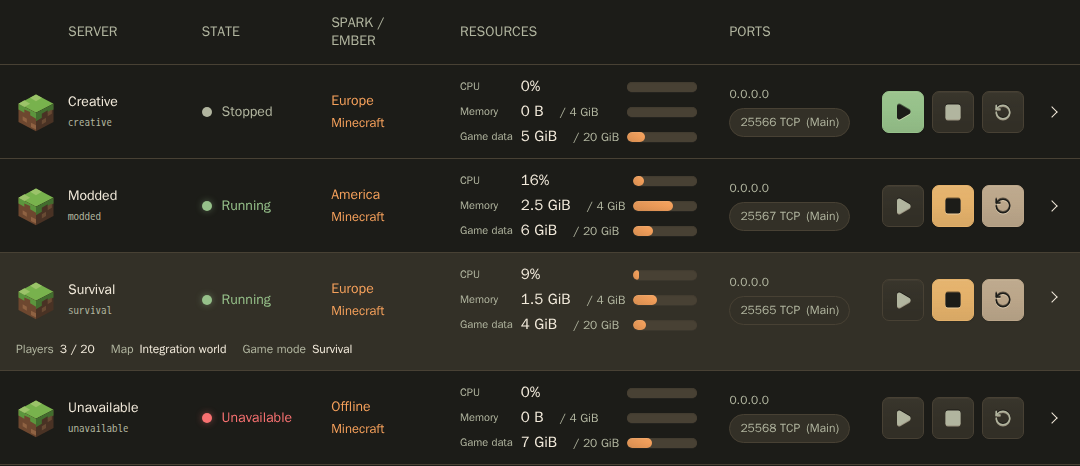 SERVER STATE SPARK / EMBER RESOURCES PORTS
Creative
creative
Stopped
Europe
Minecraft
CPU 0%
Memory 0 B / 4 GiB
Game data 5 GiB / 20 GiB
0.0.0.0
25566 TCP (Main)
Modded
modded
Running
America
Minecraft
CPU 16%
Memory 2.5 GiB / 4 GiB
Game data 6 GiB / 20 GiB
0.0.0.0
25567 TCP (Main)
Survival
survival
Running
Europe
Minecraft
CPU 9%
Memory 1.5 GiB / 4 GiB
Game data 4 GiB / 20 GiB
0.0.0.0
25565 TCP (Main)
Players 3 / 20 Map Integration world Game mode Survival
Unavailable
unavailable
Unavailable
Offline
Minecraft
CPU 0%
Memory 0 B / 4 GiB
Game data 7 GiB / 20 GiB
0.0.0.0
25568 TCP (Main)